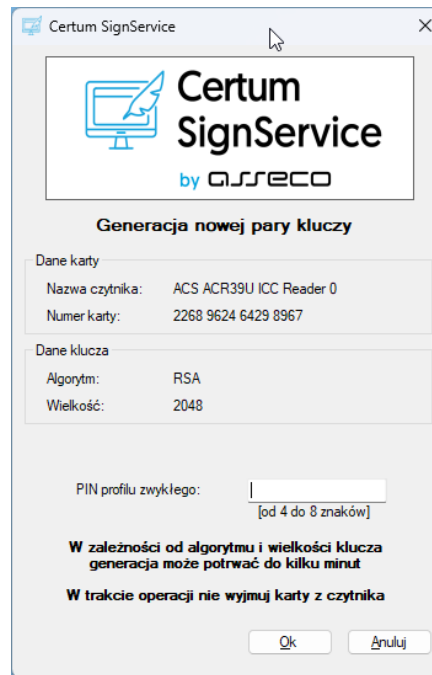 Certum SignService
Certum
SignService
by asseco
Generacja nowej pary kluczy
Dane karty
Nazwa czytnika: ACS ACR39U ICC Reader 0
Numer karty: 2268 9624 6429 8967
Dane klucza
Algorytm: RSA
Wielkość: 2048
PIN profilu zwykłego:
[od 4 do 8 znaków]
W zależności od algorytmu i wielkości klucza
generacja może potrwać do kilku minut
W trakcie operacji nie wyjmuj karty z czytnika
Ok Anuluj